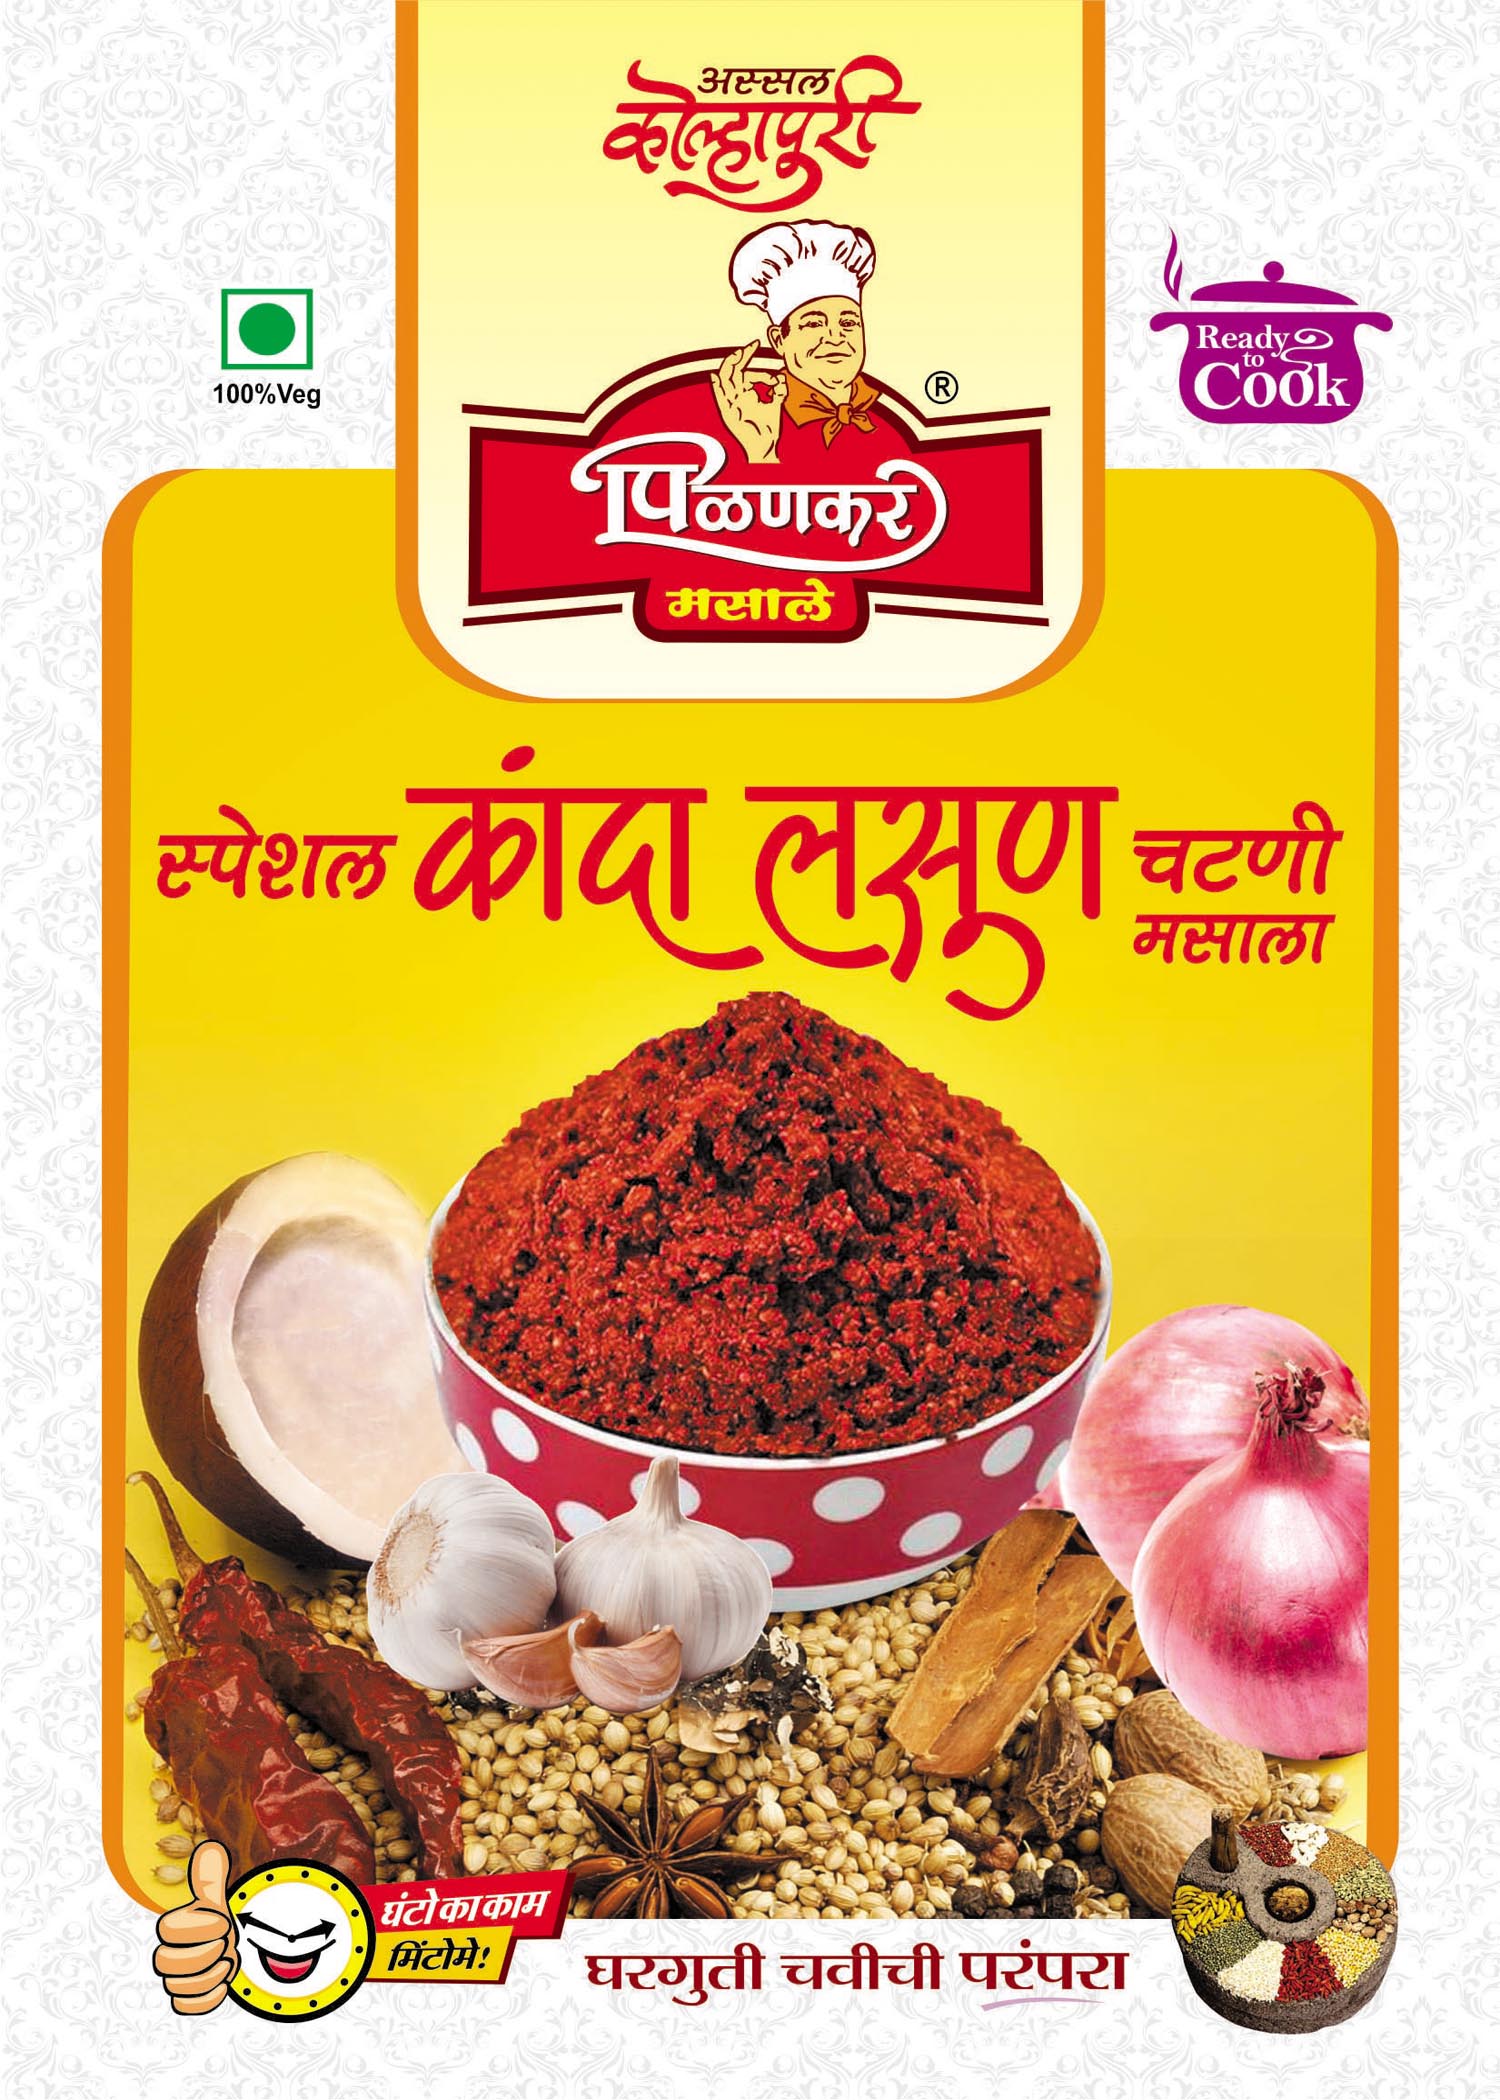 अस्सल
कोल्हापुरी
100%Veg
Ready
to
Cook
®
पिळणकर
मसाले
स्पेशल कांदा लसुण चटणी
मसाला
घंटो का काम
मिंटोमे!
घरगुती चवीची परंपरा